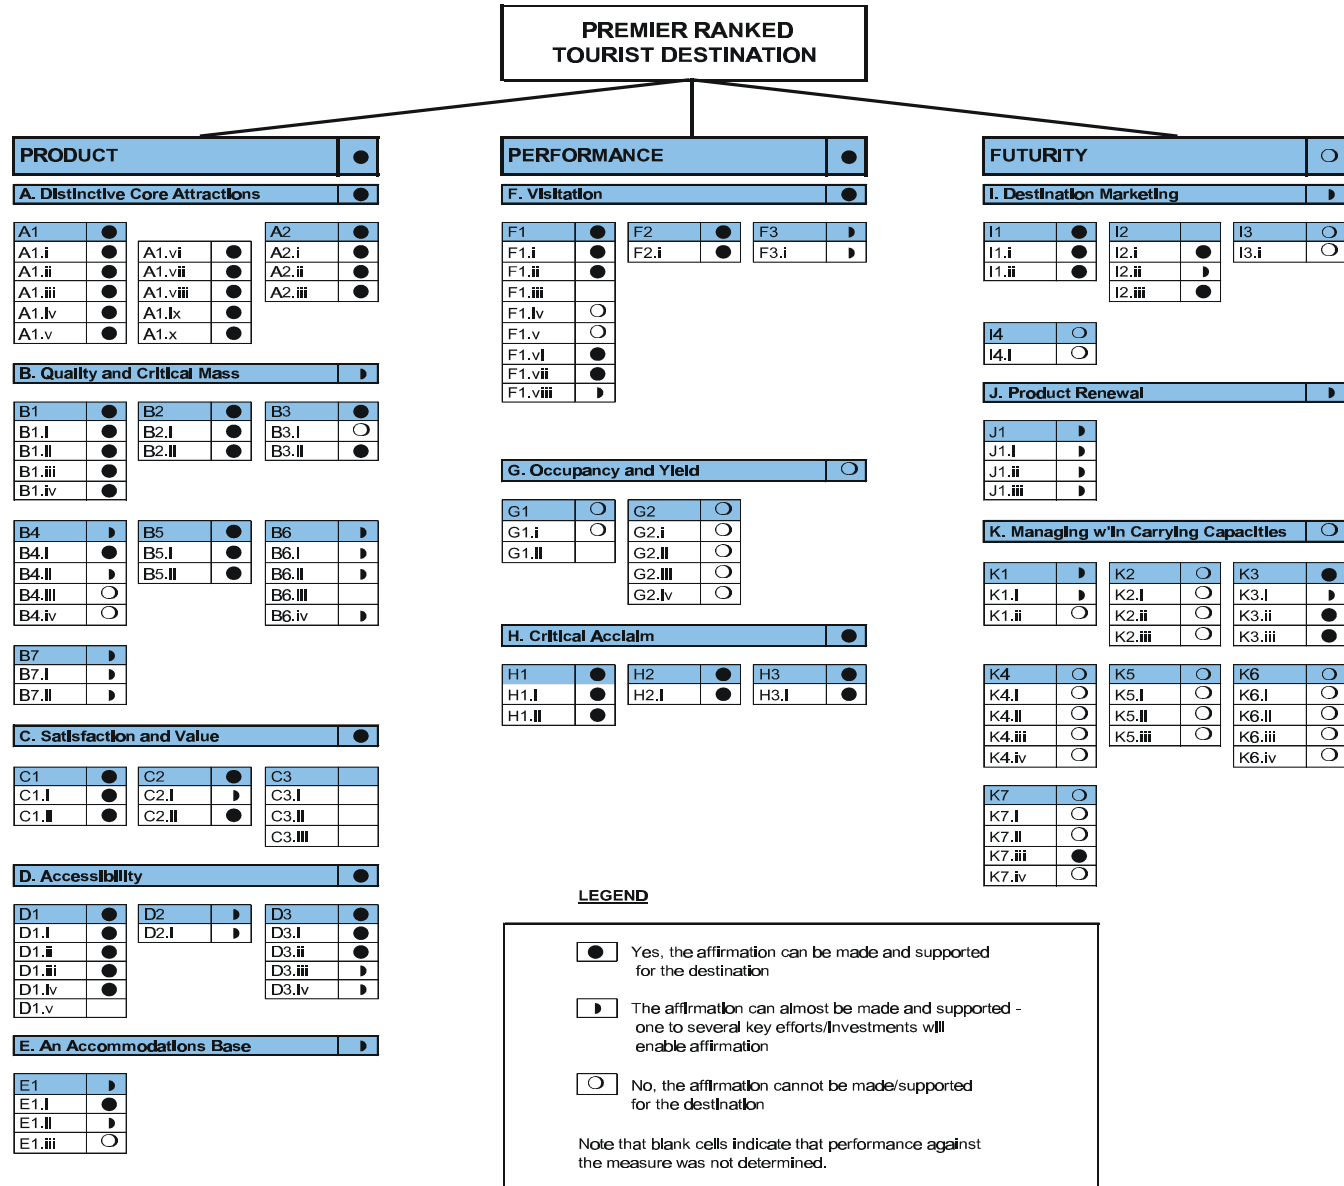 PREMIER RANKED
TOURIST DESTINATION
PRODUCT
A. Distinctive Core Attractions
A1
A1.i
A1.ii
A1.iii
A1.iv
A1.v
A1.vi
A1.vii
A1.viii
A1.ix
A1.x
A2
A2.i
A2.ii
A2.iii
B. Quality and Critical Mass
B1
B1.i
B1.ii
B1.iii
B1.iv
B2
B2.i
B2.ii
B3
B3.i
B3.ii
B4
B4.i
B4.ii
B4.iii
B4.iv
B5
B5.i
B5.ii
B6
B6.i
B6.ii
B6.iii
B6.iv
B7
B7.i
B7.ii
C. Satisfaction and Value
C1
C1.i
C1.ii
C2
C2.i
C2.ii
C3
C3.i
C3.ii
C3.iii
D. Accessibility
D1
D1.i
D1.ii
D1.iii
D1.iv
D1.v
D2
D2.i
D3
D3.i
D3.ii
D3.iii
D3.iv
E. An Accommodations Base
E1
E1.i
E1.ii
E1.iii
PERFORMANCE
F. Visitation
F1
F1.i
F1.ii
F1.iii
F1.iv
F1.v
F1.vi
F1.vii
F1.viii
F2
F2.i
F3
F3.i
G. Occupancy and Yield
G1
G1.i
G1.ii
G2
G2.i
G2.ii
G2.iii
G2.iv
H. Critical Acclaim
H1
H1.i
H1.ii
H2
H2.i
H3
H3.i
FUTURITY
I. Destination Marketing
I1
I1.i
I1.ii
I2
I2.i
I2.ii
I2.iii
I3
I3.i
I4
I4.i
J. Product Renewal
J1
J1.i
J1.ii
J1.iii
K. Managing w'in Carrying Capacities
K1
K1.i
K1.ii
K2
K2.i
K2.ii
K2.iii
K3
K3.i
K3.ii
K3.iii
K4
K4.i
K4.ii
K4.iii
K4.iv
K5
K5.i
K5.ii
K5.iii
K6
K6.i
K6.ii
K6.iii
K6.iv
K7
K7.i
K7.ii
K7.iii
K7.iv
LEGEND
Yes, the affirmation can be made and supported
for the destination
The affirmation can almost be made and supported -
one to several key efforts/investments will
enable affirmation
No, the affirmation cannot be made/supported
for the destination
Note that blank cells indicate that performance against
the measure was not determined.